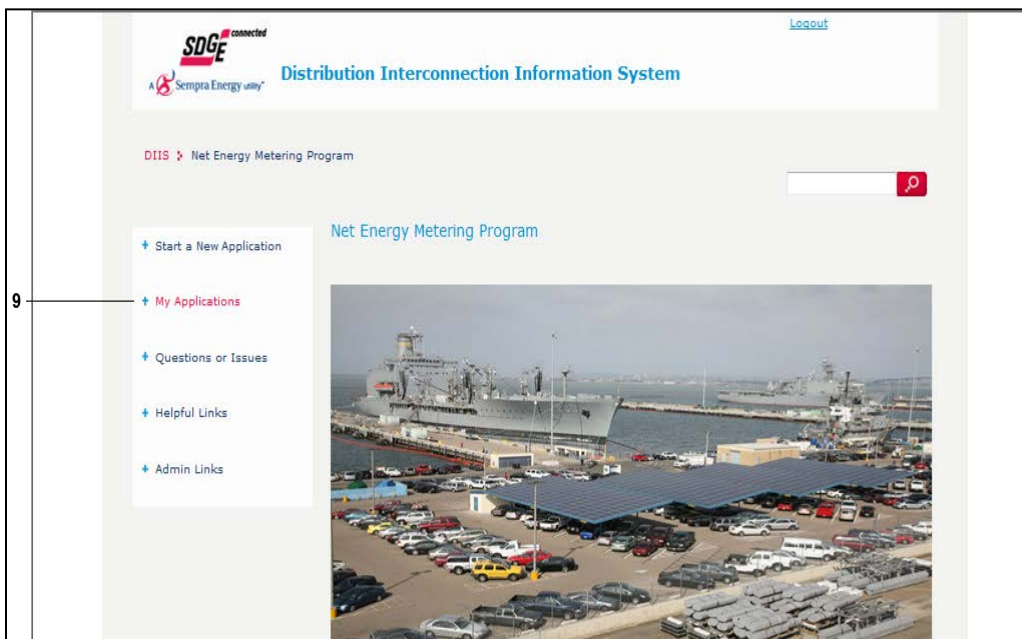 Logout
connected
SDGE
A Sempra Energy utility™
Distribution Interconnection Information System
DIIS Net Energy Metering Program
Net Energy Metering Program
Start a New Application
9
My Applications
Questions or Issues
Helpful Links
Admin Links